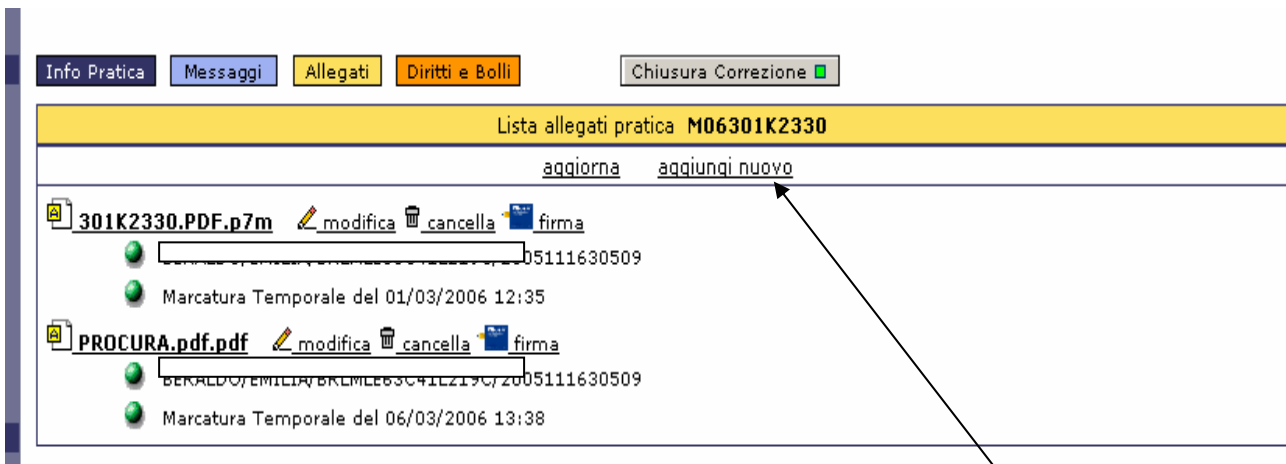 Info Pratica Messaggi Allegati Diritti e Bolli Chiusura Correzione
Lista allegati pratica M06301K2330
aggiorna aggiungi nuovo
301K2330.PDF.p7m modifica cancella firma
05111630509
Marcatura Temporale del 01/03/2006 12:35
PROCURA.pdf.pdf modifica cancella firma
05111630509
Marcatura Temporale del 06/03/2006 13:38